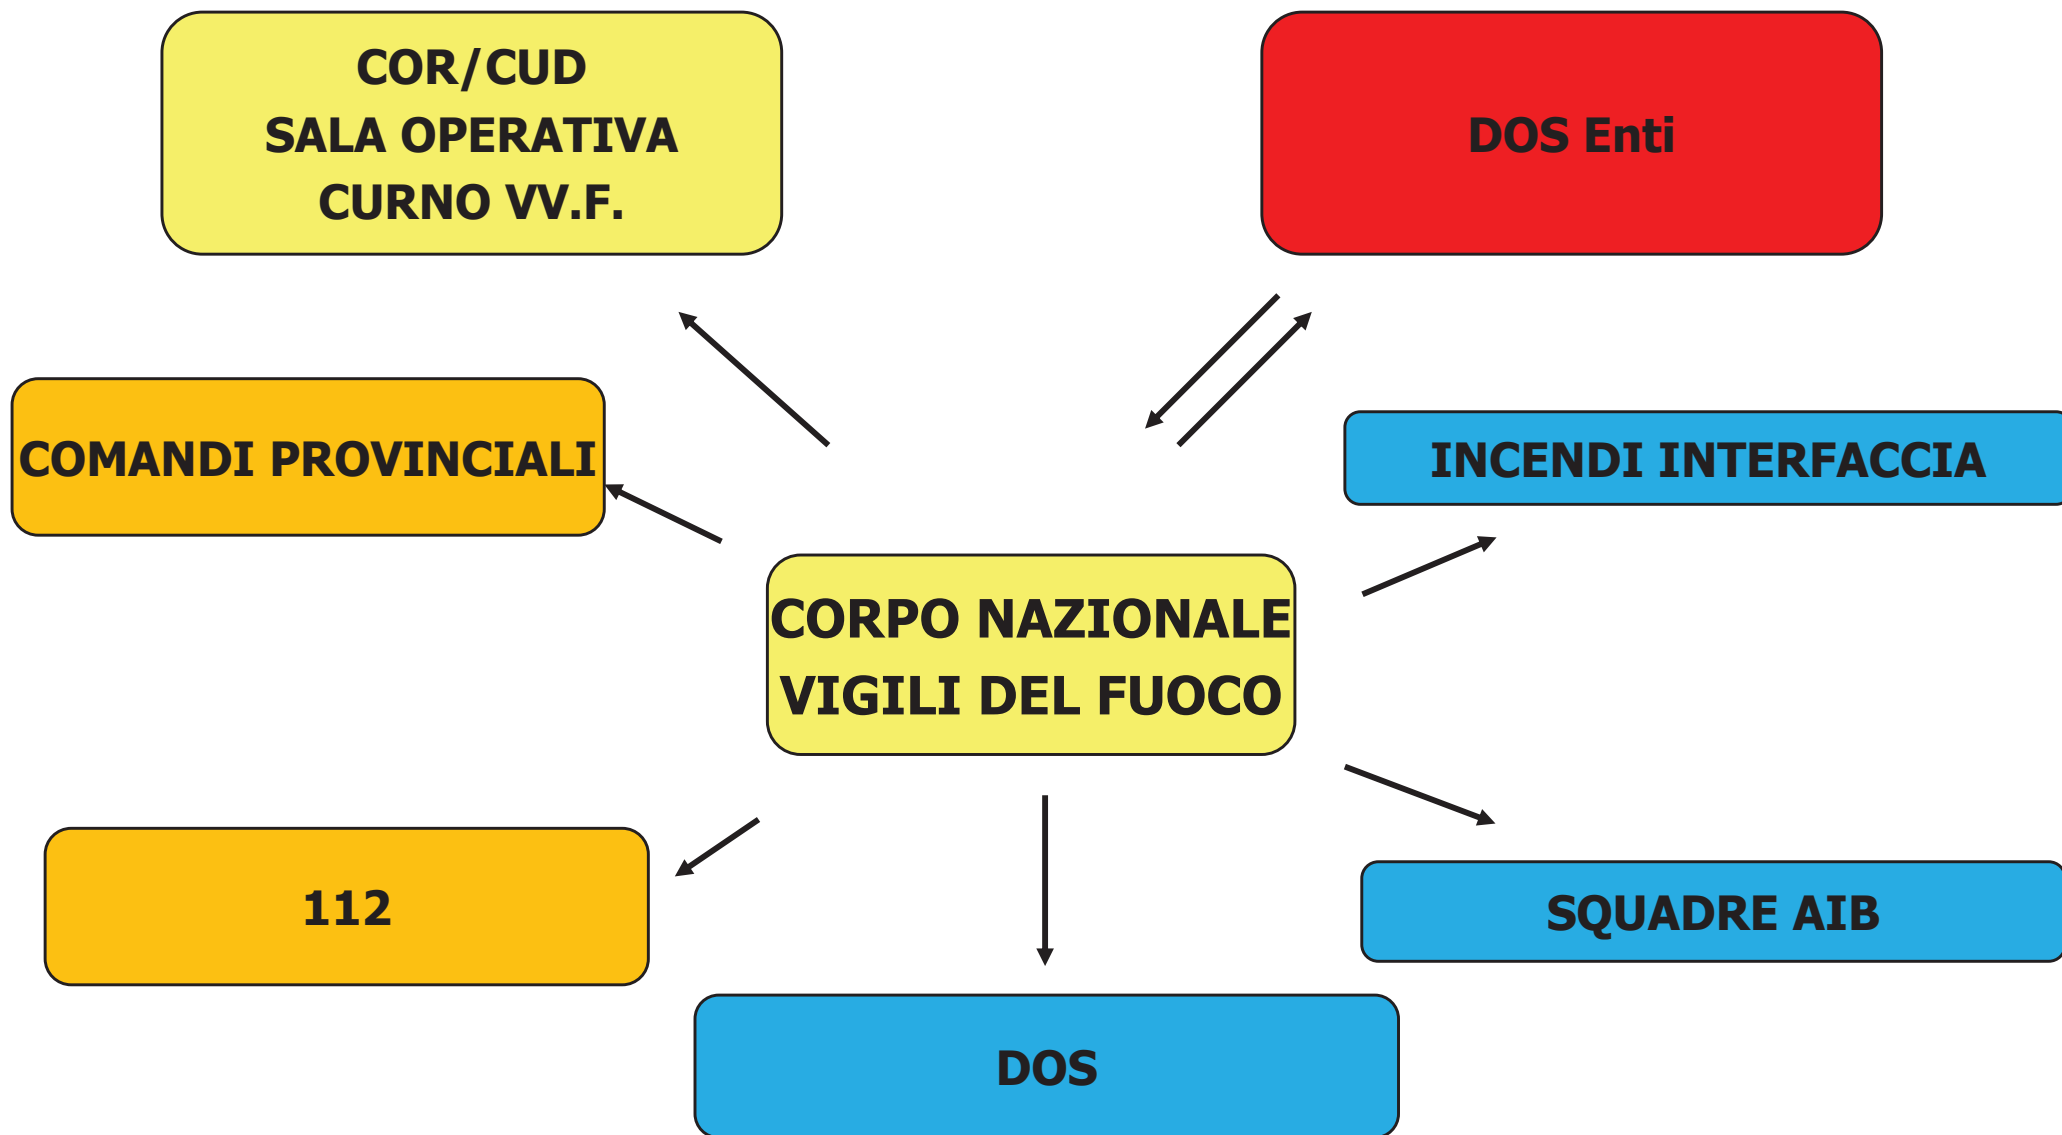 COR/CUD
SALA OPERATIVA
CURNO VV.F.
DOS Enti
COMANDI PROVINCIALI
INCENDI INTERFACCIA
CORPO NAZIONALE
VIGILI DEL FUOCO
112
SQUADRE AIB
DOS